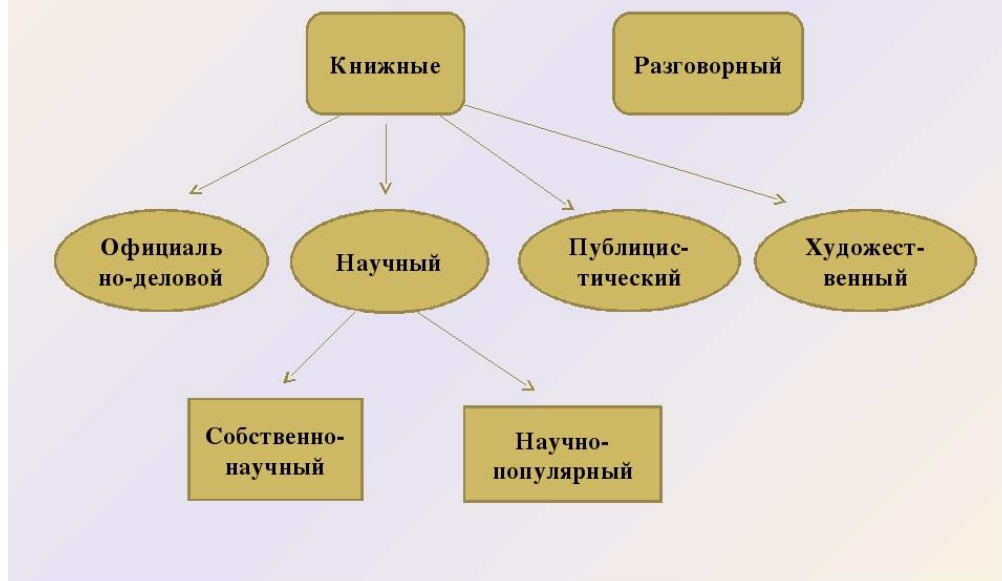 Книжные
Разговорный
Официаль
но-деловой
Научный
Публицис-
тический
Художест-
венный
Собственно-
научный
Научно-
популярный